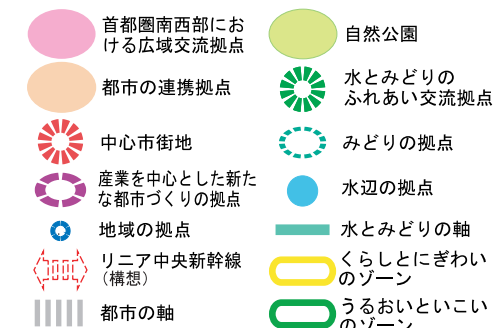 首都圏南西部にお
ける広域交流拠点
都市の連携拠点
中心市街地
産業を中心とした新た
な都市づくりの拠点
地域の拠点
リニア中央新幹線
（構想）
都市の軸
自然公園
水とみどりの
ふれあい交流拠点
みどりの拠点
水辺の拠点
水とみどりの軸
くらしとにぎわい
のゾーン
うるおいといこい
のゾーン